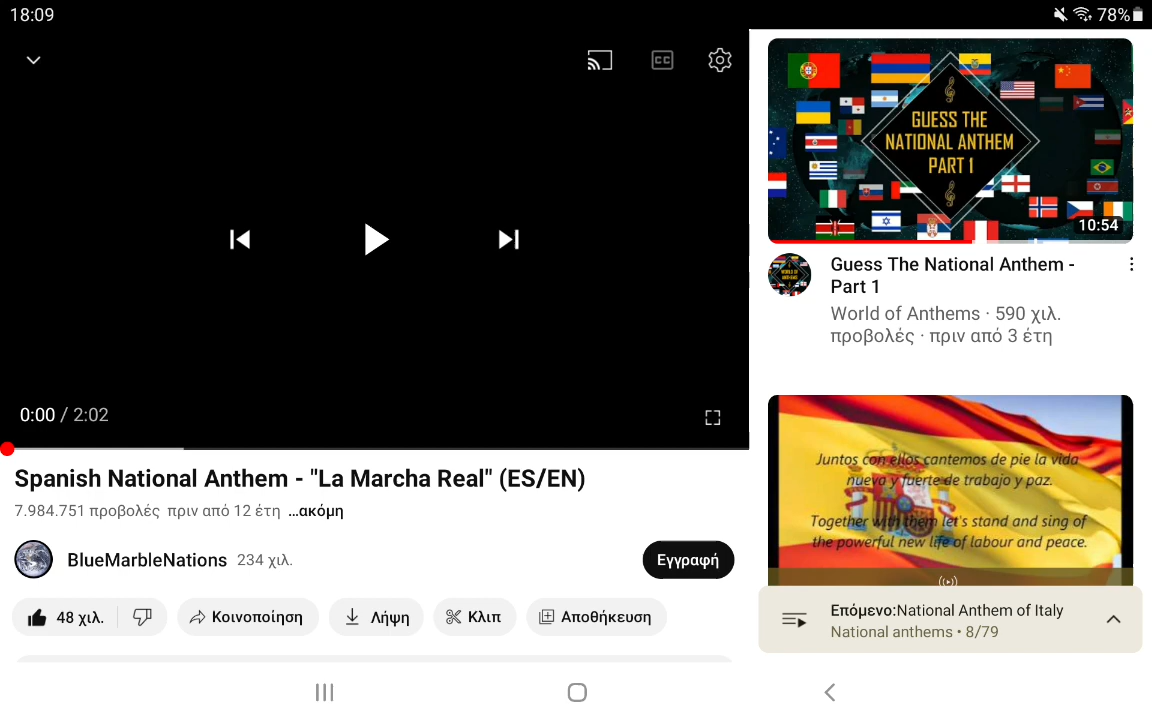 18:09
78%
CC
0:00 / 2:02
Spanish National Anthem - "La Marcha Real" (ES/EN)
7.984.751 προβολές πριν από 12 έτη ...ακόμη
BlueMarbleNations 234 χιλ.
Εγγραφή
48 χιλ.
Κοινοποίηση
Λήψη
Κλιπ
Αποθήκευση
GUESS THE
NATIONAL ANTHEM
PART 1
10:54
Guess The National Anthem -
Part 1
World of Anthems · 590 χιλ.
προβολές · πριν από 3 έτη
Juntos con ellos cantemos de pie la vida
nueva y fuerte de trabajo y paz.
Together with them let's stand and sing of
the powerful new life of labour and peace.
Επόμενο:National Anthem of Italy
National anthems • 8/79